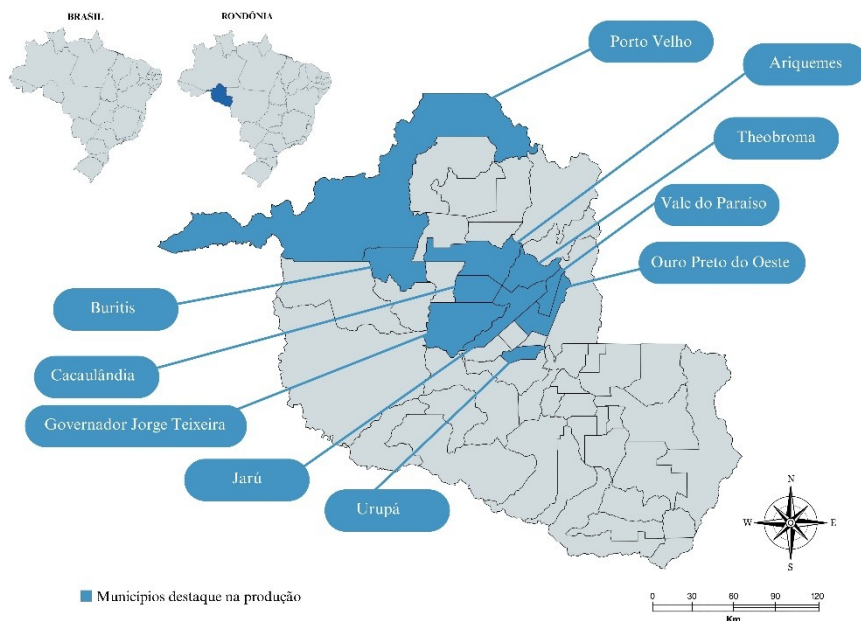 BRASIL
RONDÔNIA
Porto Velho
Ariquemes
Theobroma
Vale do Paraíso
Ouro Preto do Oeste
Buritis
Cacaulândia
Governador Jorge Teixeira
Jarú
Urupá
N
W
E
S
Municípios destaque na produção
0 30 60 90 120
Km